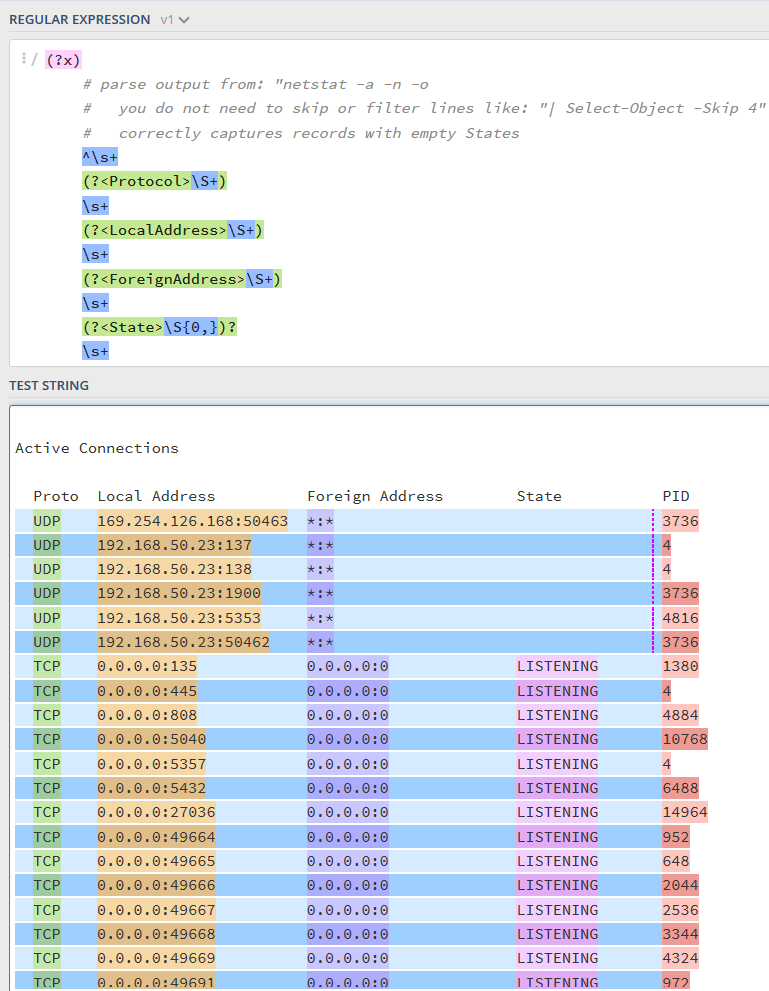 REGULAR EXPRESSION v1
/ (?x)
# parse output from: "netstat -a -n -o
#   you do not need to skip or filter lines like: "| Select-Object -Skip 4"
#   correctly captures records with empty States
^\s+
(?<Protocol>\S+)
\s+
(?<LocalAddress>\S+)
\s+
(?<ForeignAddress>\S+)
\s+
(?<State>\S{0,})?
\s+
TEST STRING
Active Connections
Proto  Local Address          Foreign Address        State           PID
UDP    169.254.126.168:50463  *:*                                    3736
UDP    192.168.50.23:137      *:*                                    4
UDP    192.168.50.23:138      *:*                                    4
UDP    192.168.50.23:1900     *:*                                    3736
UDP    192.168.50.23:5353     *:*                                    4816
UDP    192.168.50.23:50462    *:*                                    3736
TCP    0.0.0.0:135            0.0.0.0:0              LISTENING       1380
TCP    0.0.0.0:445            0.0.0.0:0              LISTENING       4
TCP    0.0.0.0:808            0.0.0.0:0              LISTENING       4884
TCP    0.0.0.0:5040           0.0.0.0:0              LISTENING       10768
TCP    0.0.0.0:5357           0.0.0.0:0              LISTENING       4
TCP    0.0.0.0:5432           0.0.0.0:0              LISTENING       6488
TCP    0.0.0.0:27036          0.0.0.0:0              LISTENING       14964
TCP    0.0.0.0:49664          0.0.0.0:0              LISTENING       952
TCP    0.0.0.0:49665          0.0.0.0:0              LISTENING       648
TCP    0.0.0.0:49666          0.0.0.0:0              LISTENING       2044
TCP    0.0.0.0:49667          0.0.0.0:0              LISTENING       2536
TCP    0.0.0.0:49668          0.0.0.0:0              LISTENING       3344
TCP    0.0.0.0:49669          0.0.0.0:0              LISTENING       4324
TCP    0.0.0.0:49691          0.0.0.0:0              LISTENING       972